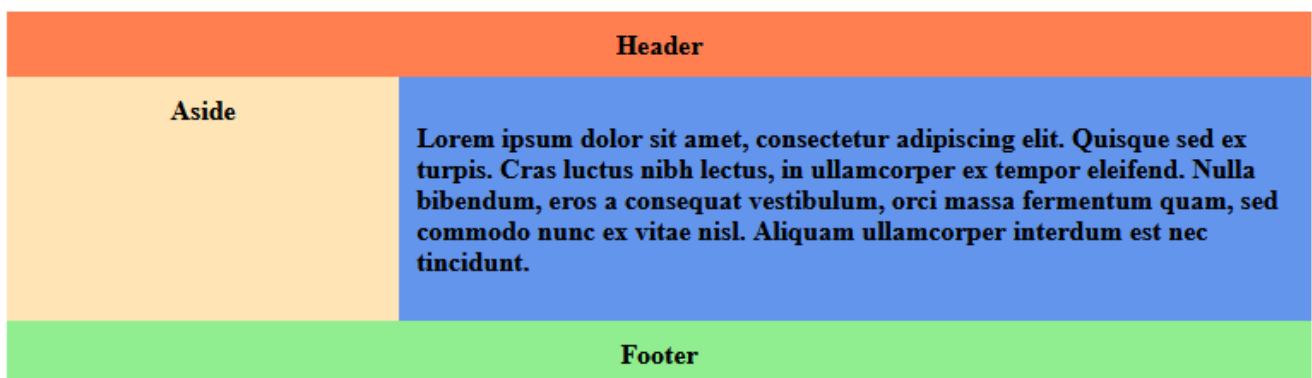 Header
Aside
Lorem ipsum dolor sit amet, consectetur adipiscing elit. Quisque sed ex
turpis. Cras luctus nibh lectus, in ullamcorper ex tempor eleifend. Nulla
bibendum, eros a consequat vestibulum, orci massa fermentum quam, sed
commodo nunc ex vitae nisl. Aliquam ullamcorper interdum est nec
tincidunt.
Footer